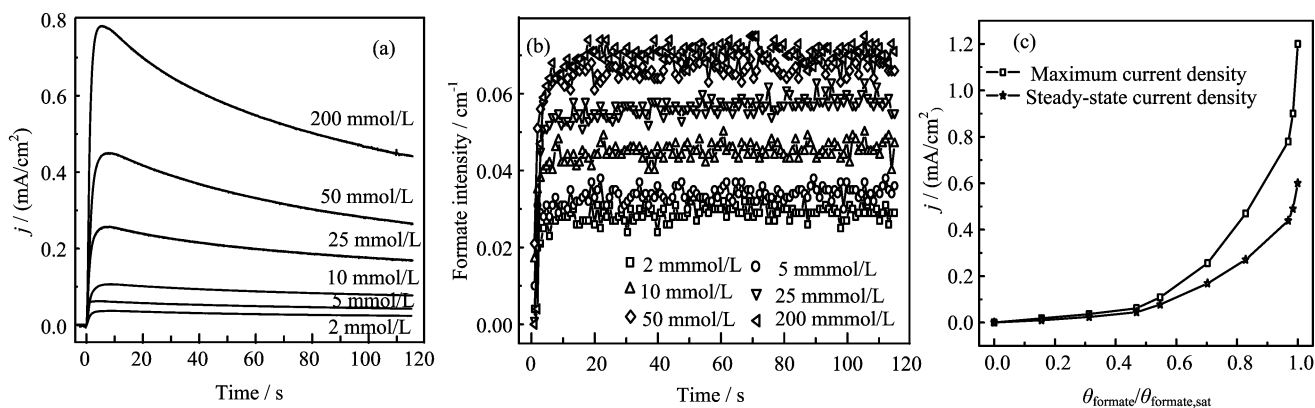 0.8
0.6
0.4
0.2
0.0
j / (mA/cm²)
(a)
200 mmol/L
50 mmol/L
25 mmol/L
10 mmol/L
5 mmol/L
2 mmol/L
0 20 40 60 80 100 120
Time / s
(b)
0.06
0.04
0.02
0.00
Formate intensity / cm⁻¹
2 mmmol/L 5 mmmol/L
10 mmol/L 25 mmmol/L
50 mmol/L 200 mmmol/L
0 20 40 60 80 100 120
Time / s
(c)
1.2
1.0
0.8
0.6
0.4
0.2
0.0
j / (mA/cm²)
Maximum current density
Steady-state current density
0.0 0.2 0.4 0.6 0.8 1.0
θformate/θformate,sat